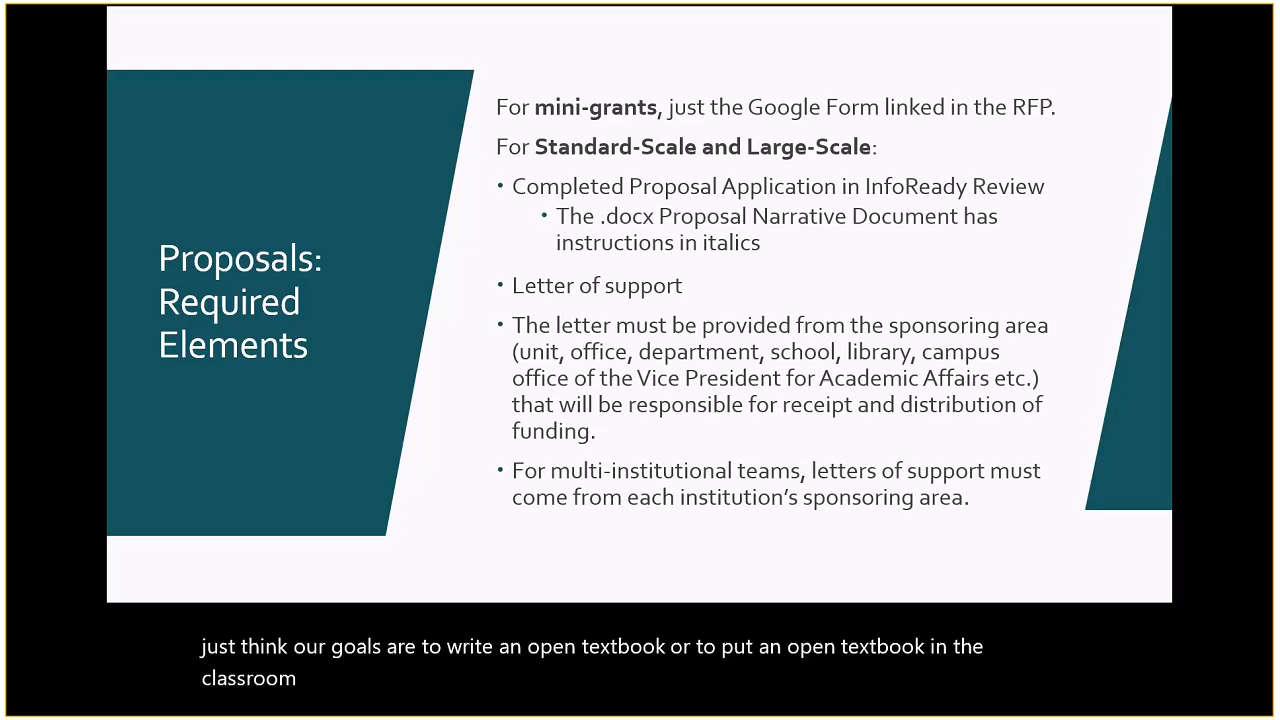 Proposals:
Required
Elements
For mini-grants, just the Google Form linked in the RFP.
For Standard-Scale and Large-Scale:
• Completed Proposal Application in InfoReady Review
• The .docx Proposal Narrative Document has
instructions in italics
• Letter of support
• The letter must be provided from the sponsoring area
(unit, office, department, school, library, campus
office of the Vice President for Academic Affairs etc.)
that will be responsible for receipt and distribution of
funding.
• For multi-institutional teams, letters of support must
come from each institution’s sponsoring area.
just think our goals are to write an open textbook or to put an open textbook in the
classroom